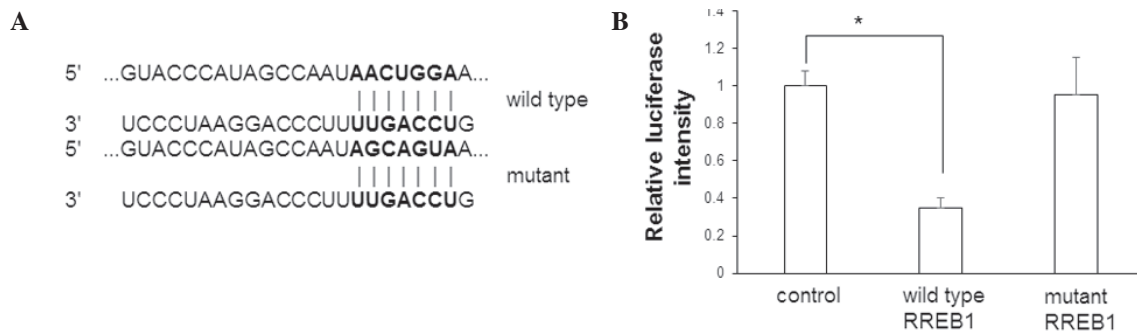 A
5' ...GUACCCAUAGCCAAUAACUGGAA...
wild type
3' UCCCUAAGGACCCUUUUGACCUG
5' ...GUACCCAUAGCCAAUAGCAGUAA...
mutant
3' UCCCUAAGGACCCUUUUGACCUG
B
Relative luciferase
intensity
1.4
1.2
1
0.8
0.6
0.4
0.2
0
*
control
wild type
RREB1
mutant
RREB1